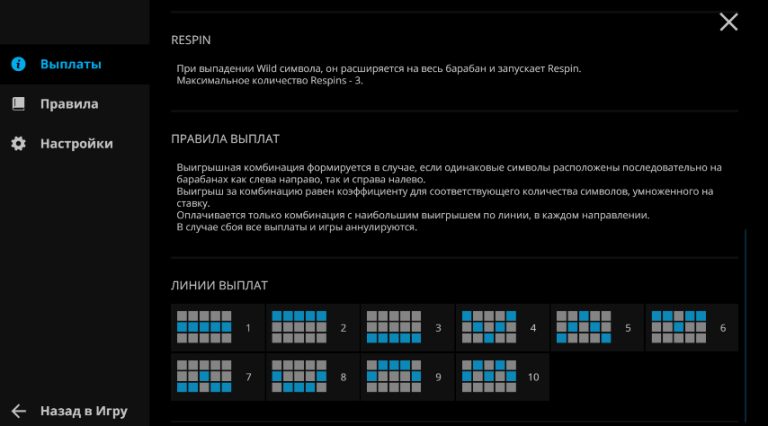 RESPIN
Выплаты
При выпадении Wild символа, он расширяется на весь барабан и запускает Respin.
Максимальное количество Respins - 3.
Правила
ПРАВИЛА ВЫПЛАТ
Настройки
Выигрышная комбинация формируется в случае, если одинаковые символы расположены последовательно на
барабанах как слева направо, так и справа налево.
Выигрыш за комбинацию равен коэффициенту для соответствующего количества символов, умноженного на
ставку.
Оплачивается только комбинация с наибольшим выигрышем по линии, в каждом направлении.
В случае сбоя все выплаты и игры аннулируются.
ЛИНИИ ВЫПЛАТ
1 2 3 4 5 6
7 8 9 10
Назад в Игру